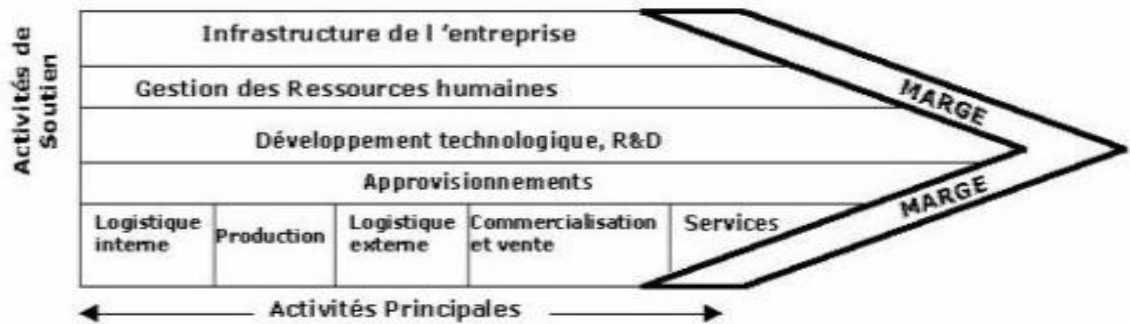 Activités de
Soutien
Infrastructure de l 'entreprise
Gestion des Ressources humaines
Développement technologique, R&D
Approvisionnements
Logistique
interne
Production
Logistique
externe
Commercialisation
et vente
Services
MARGE
MARGE
Activités Principales